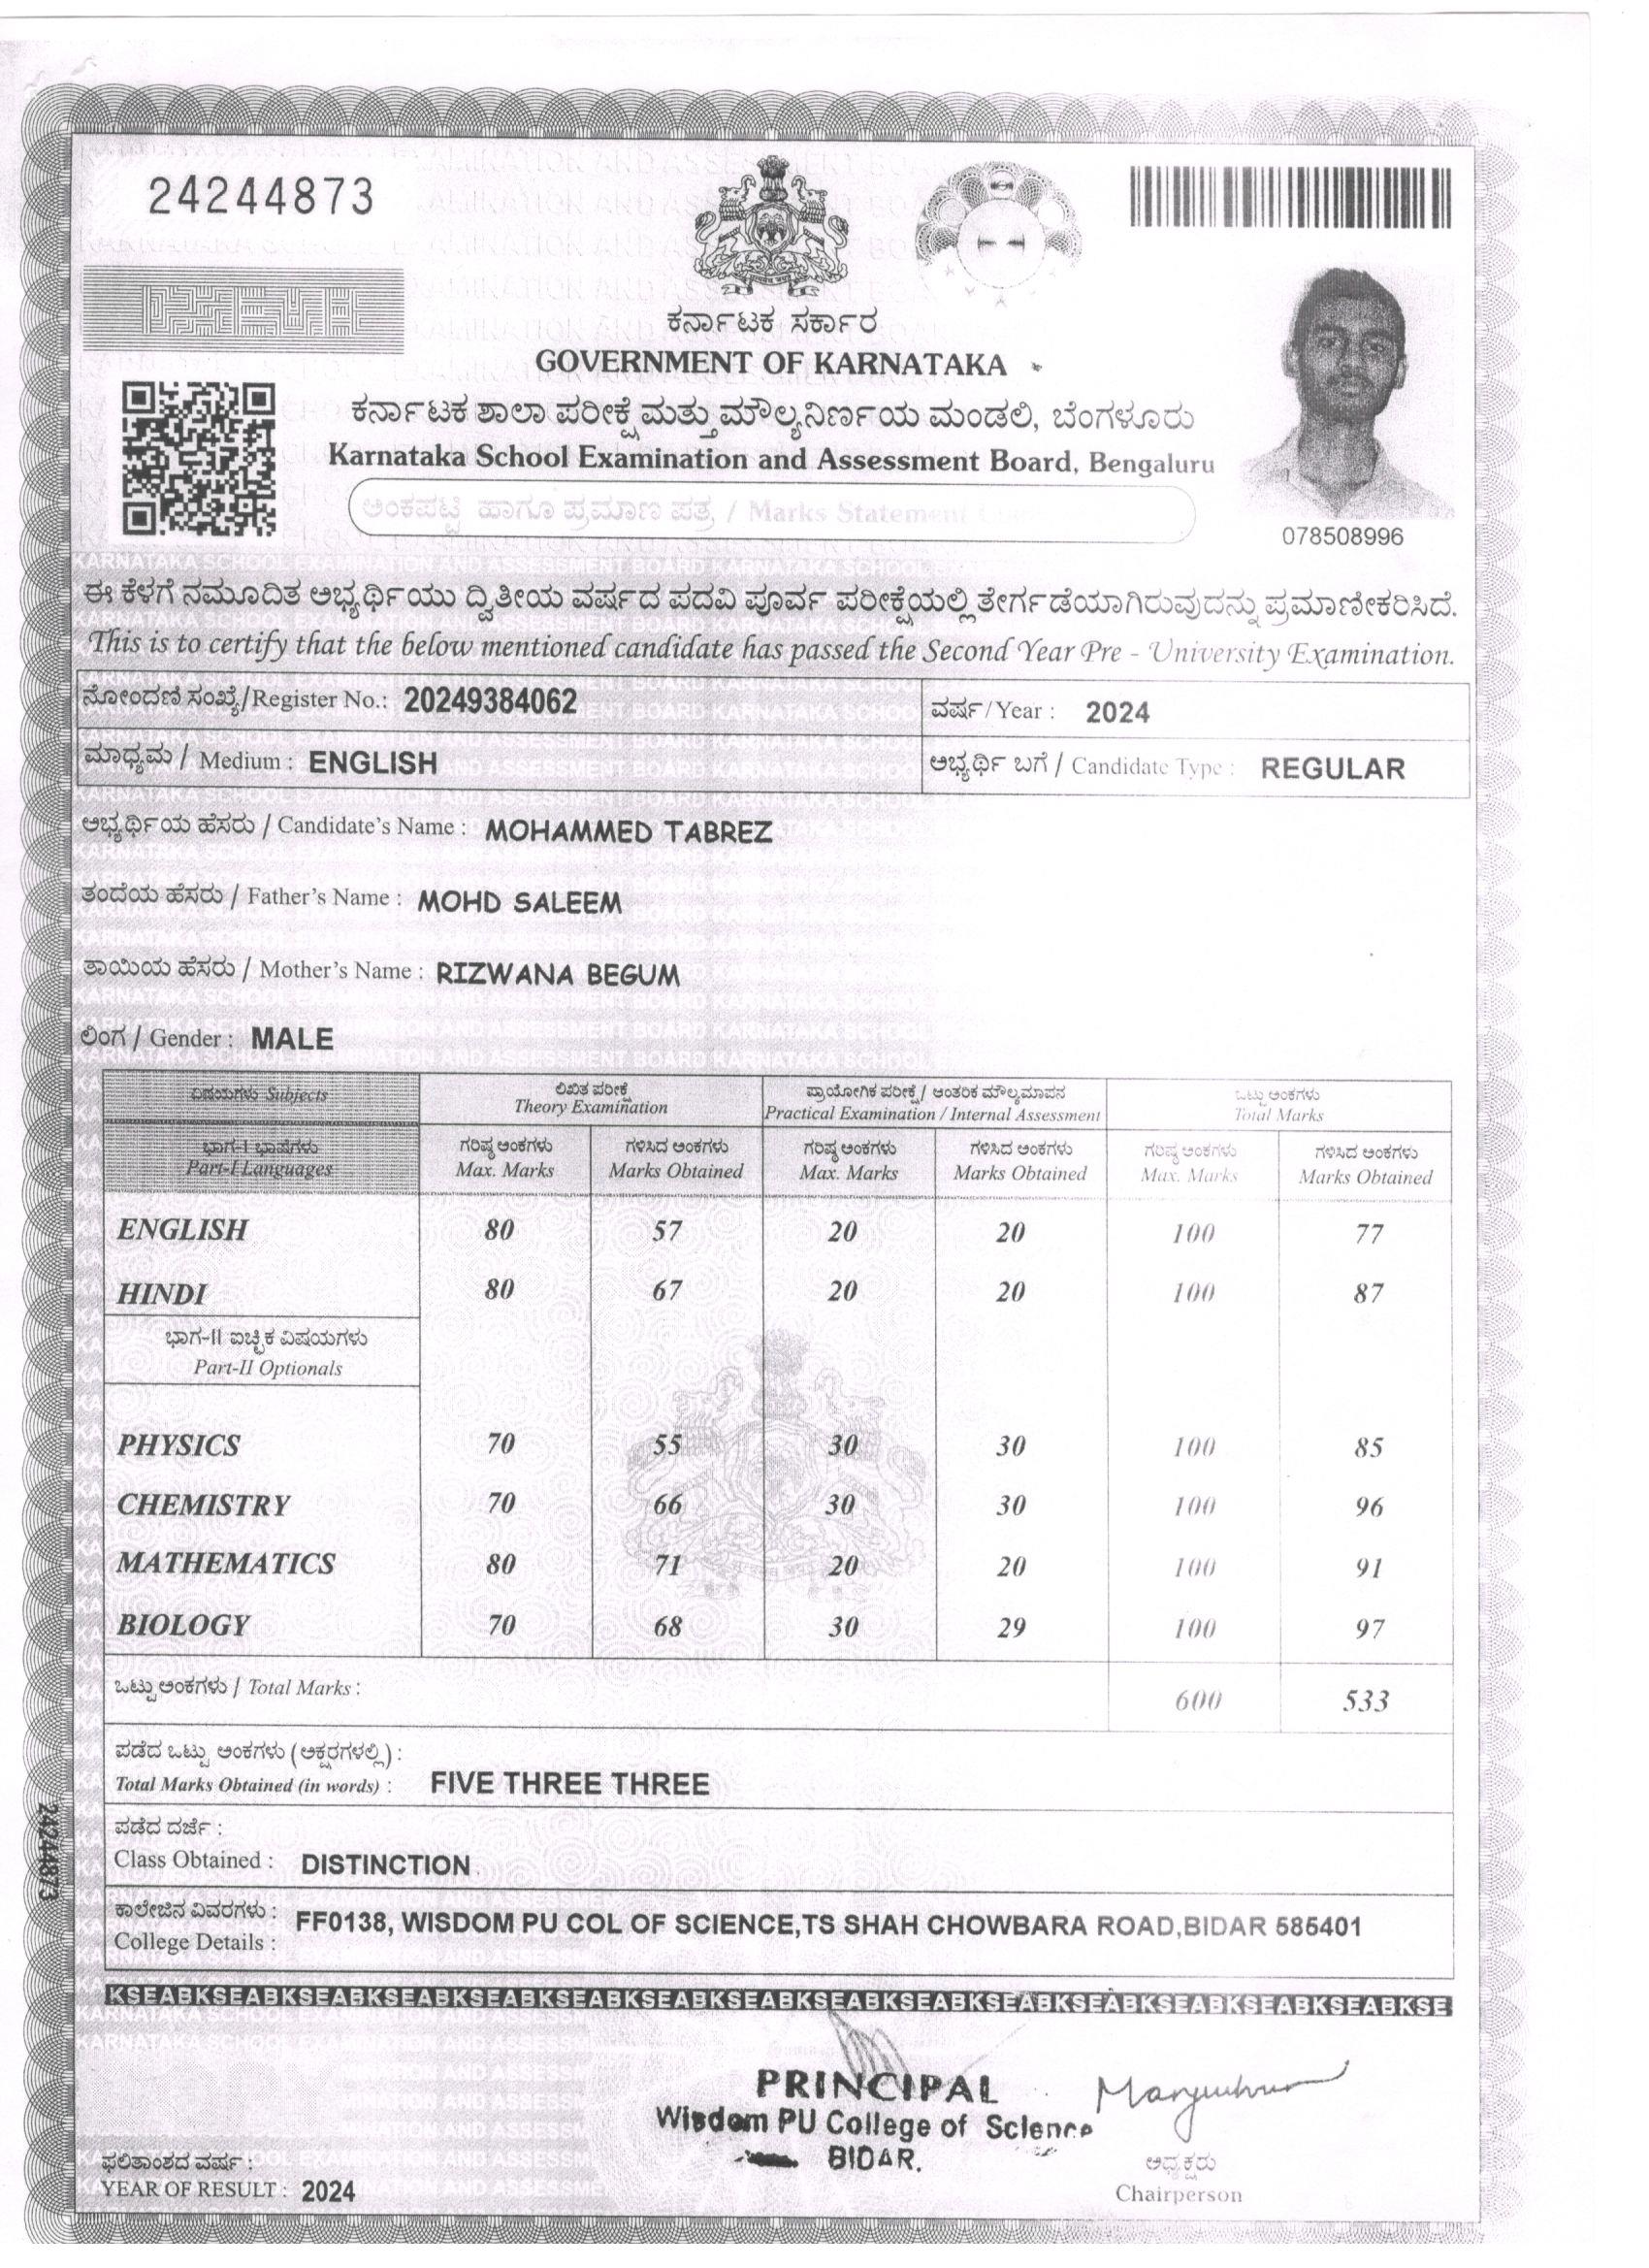 24244873
ಕರ್ನಾಟಕ ಸರ್ಕಾರ
GOVERNMENT OF KARNATAKA
ಕರ್ನಾಟಕ ಶಾಲಾ ಪರೀಕ್ಷೆ ಮತ್ತು ಮೌಲ್ಯನಿರ್ಣಯ ಮಂಡಲಿ, ಬೆಂಗಳೂರು
Karnataka School Examination and Assessment Board, Bengaluru
ಅಂಕಪಟ್ಟಿ ಹಾಗೂ ಪ್ರಮಾಣ ಪತ್ರ / Marks Statement
078508996
ಈ ಕೆಳಗೆ ನಮೂದಿತ ಅಭ್ಯರ್ಥಿಯು ದ್ವಿತೀಯ ವರ್ಷದ ಪದವಿ ಪೂರ್ವ ಪರೀಕ್ಷೆಯಲ್ಲಿ ತೇರ್ಗಡೆಯಾಗಿರುವುದನ್ನು ಪ್ರಮಾಣೀಕರಿಸಿದೆ.
This is to certify that the below mentioned candidate has passed the Second Year Pre - University Examination.
ನೋಂದಣಿ ಸಂಖ್ಯೆ/Register No.: 20249384062 ವರ್ಷ/Year : 2024
ಮಾಧ್ಯಮ / Medium : ENGLISH ಅಭ್ಯರ್ಥಿ ಬಗೆ / Candidate Type : REGULAR
ಅಭ್ಯರ್ಥಿಯ ಹೆಸರು / Candidate's Name : MOHAMMED TABREZ
ತಂದೆಯ ಹೆಸರು / Father's Name : MOHD SALEEM
ತಾಯಿಯ ಹೆಸರು / Mother's Name : RIZWANA BEGUM
ಲಿಂಗ / Gender : MALE
ವಿಷಯಗಳು Subjects ಲಿಖಿತ ಪರೀಕ್ಷೆ ಪ್ರಾಯೋಗಿಕ ಪರೀಕ್ಷೆ / ಆಂತರಿಕ ಮೌಲ್ಯಮಾಪನ ಒಟ್ಟು ಅಂಕಗಳು
Theory Examination Practical Examination / Internal Assessment Total Marks
ಭಾಗ-I ಭಾಷೆಗಳು ಗರಿಷ್ಠ ಅಂಕಗಳು ಗಳಿಸಿದ ಅಂಕಗಳು ಗರಿಷ್ಠ ಅಂಕಗಳು ಗಳಿಸಿದ ಅಂಕಗಳು ಗರಿಷ್ಠ ಅಂಕಗಳು ಗಳಿಸಿದ ಅಂಕಗಳು
Part-I Languages Max. Marks Marks Obtained Max. Marks Marks Obtained Max. Marks Marks Obtained
ENGLISH 80 57 20 20 100 77
HINDI 80 67 20 20 100 87
ಭಾಗ-II ಐಚ್ಛಿಕ ವಿಷಯಗಳು
Part-II Optionals
PHYSICS 70 55 30 30 100 85
CHEMISTRY 70 66 30 30 100 96
MATHEMATICS 80 71 20 20 100 91
BIOLOGY 70 68 30 29 100 97
ಒಟ್ಟು ಅಂಕಗಳು / Total Marks : 600 533
ಪಡೆದ ಒಟ್ಟು ಅಂಕಗಳು (ಅಕ್ಷರಗಳಲ್ಲಿ) :
Total Marks Obtained (in words) : FIVE THREE THREE
ಪಡೆದ ದರ್ಜೆ :
Class Obtained : DISTINCTION
ಕಾಲೇಜಿನ ವಿವರಗಳು :
College Details : FF0138, WISDOM PU COL OF SCIENCE,TS SHAH CHOWBARA ROAD,BIDAR 585401
24244873
KSEABKSEABKSEABKSEABKSEABKSEABKSEABKSEABKSEABKSEABKSEABKSEABKSEABKSEABKSEABKSEABKSEABKSE
PRINCIPAL
Wisdom PU College of Science
BIDAR.
ಅಧ್ಯಕ್ಷರು
Chairperson
ಫಲಿತಾಂಶದ ವರ್ಷ :
YEAR OF RESULT : 2024